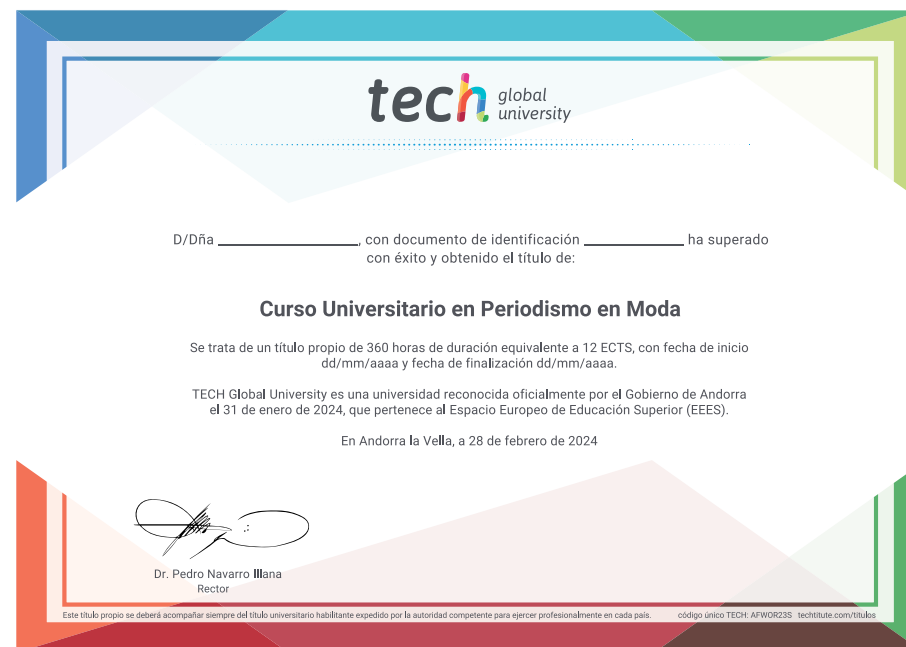 tech global university
D/Dña ____________________, con documento de identificación ______________ ha superado
con éxito y obtenido el título de:
Curso Universitario en Periodismo en Moda
Se trata de un título propio de 360 horas de duración equivalente a 12 ECTS, con fecha de inicio
dd/mm/aaaa y fecha de finalización dd/mm/aaaa.
TECH Global University es una universidad reconocida oficialmente por el Gobierno de Andorra
el 31 de enero de 2024, que pertenece al Espacio Europeo de Educación Superior (EEES).
En Andorra la Vella, a 28 de febrero de 2024
Dr. Pedro Navarro Illana
Rector
Este título propio se deberá acompañar siempre del título universitario habilitante expedido por la autoridad competente para ejercer profesionalmente en cada país. código único TECH: AFWOR23S techtitute.com/titulos